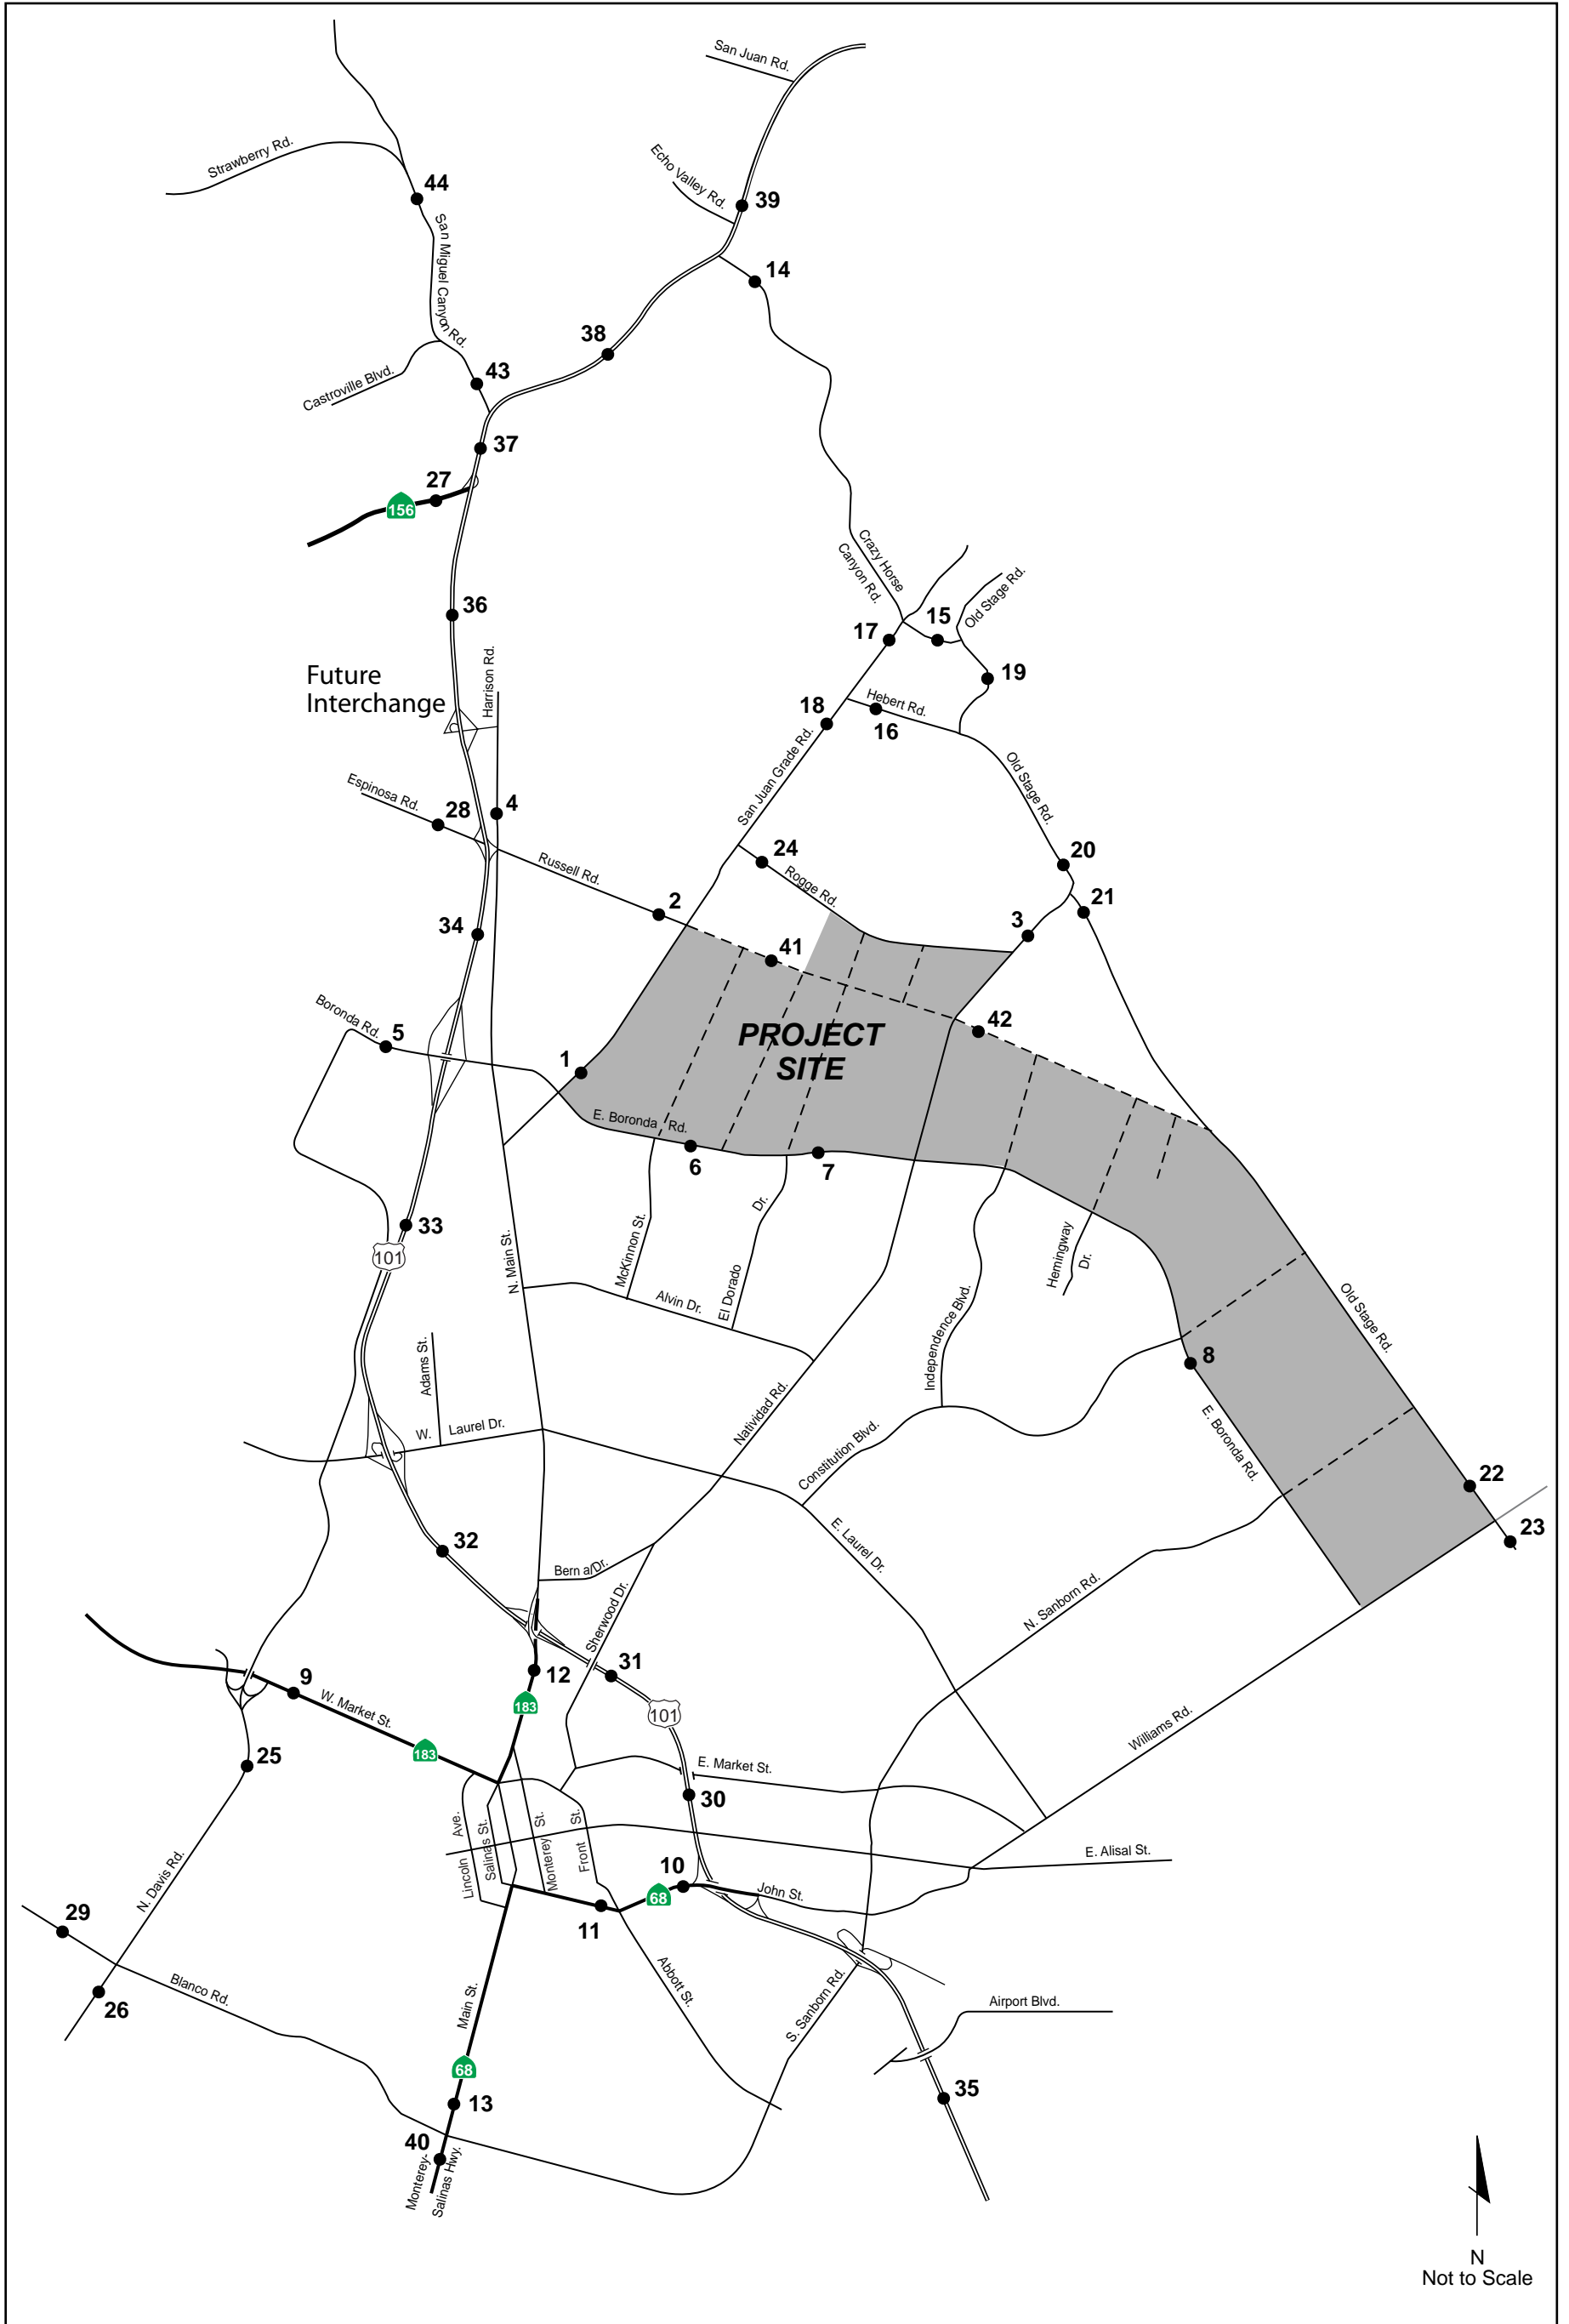 San Juan Rd.
Strawberry Rd.
Echo Valley Rd.
44
39
San Miguel Canyon Rd.
14
38
43
Castroville Blvd.
37
27
156
Crazy Horse
Canyon Rd.
36
15
Old Stage Rd.
17
19
Future
Interchange
Harrison Rd.
Hebert Rd.
18
16
San Juan Grade Rd.
Old Stage Rd.
Espinosa Rd.
28
4
24
20
Russell Rd.
Rogge Rd.
21
2
3
34
41
Boronda Rd.
5
42
PROJECT
SITE
1
E. Boronda Rd.
6
7
33
101
N. Main St.
McKinnon St.
El Dorado
Dr.
Alvin Dr.
Hemingway
Dr.
Independence Blvd.
Old Stage Rd.
8
Adams St.
W. Laurel Dr.
Natividad Rd.
Constitution Blvd.
E. Boronda Rd.
22
23
32
E. Laurel Dr.
Bern a/Dr.
Sherwood Dr.
N. Sanborn Rd.
9
12
31
W. Market St.
183
101
183
Williams Rd.
25
E. Market St.
30
Lincoln Ave.
Salinas St.
Monterey St.
Front St.
E. Alisal St.
N. Davis Rd.
10
68
John St.
29
11
26
Blanco Rd.
Main St.
Abbott St.
S. Sanborn Rd.
Airport Blvd.
68
13
35
40
Monterey-
Salinas Hwy.
N
Not to Scale